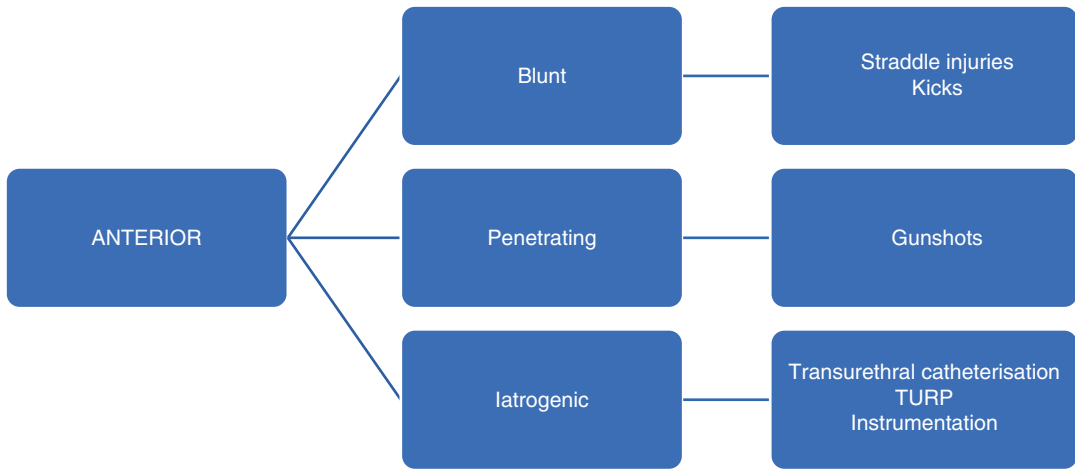 ANTERIOR
Blunt
Straddle injuries
Kicks
Penetrating
Gunshots
Iatrogenic
Transurethral catheterisation
TURP
Instrumentation